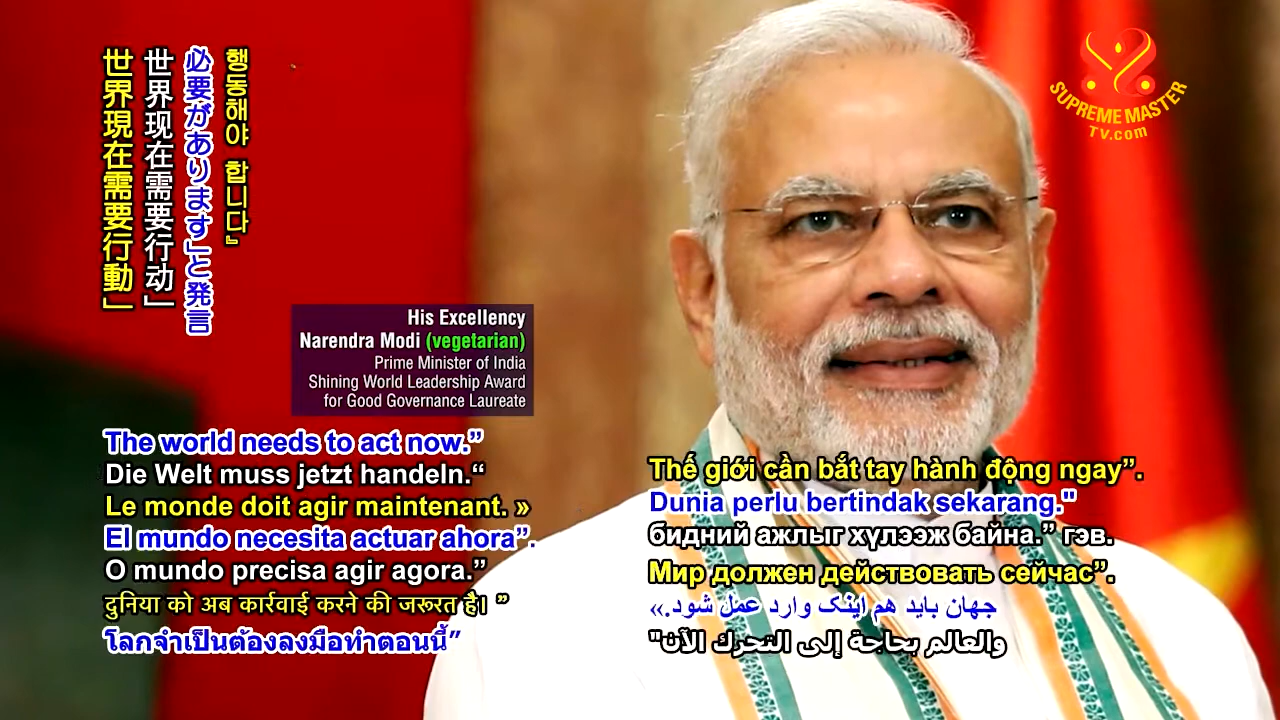 행동해야 합니다』
必要があります」と発言
世界现在需要行动」
世界現在需要行動」
SUPREME MASTER
TV.com
His Excellency
Narendra Modi (vegetarian)
Prime Minister of India
Shining World Leadership Award
for Good Governance Laureate
The world needs to act now.”
Die Welt muss jetzt handeln.“
Le monde doit agir maintenant. »
El mundo necesita actuar ahora”.
O mundo precisa agir agora.”
दुनिया को अब कार्रवाई करने की जरूरत है। ”
โลกจำเป็นต้องลงมือทำตอนนี้”
Thế giới cần bắt tay hành động ngay”.
Dunia perlu bertindak sekarang."
бидний ажлыг хүлээж байна.” гэв.
Мир должен действовать сейчас”.
جهان باید هم اینک وارد عمل شود.»
والعالم بحاجة إلى التحرك الآن"